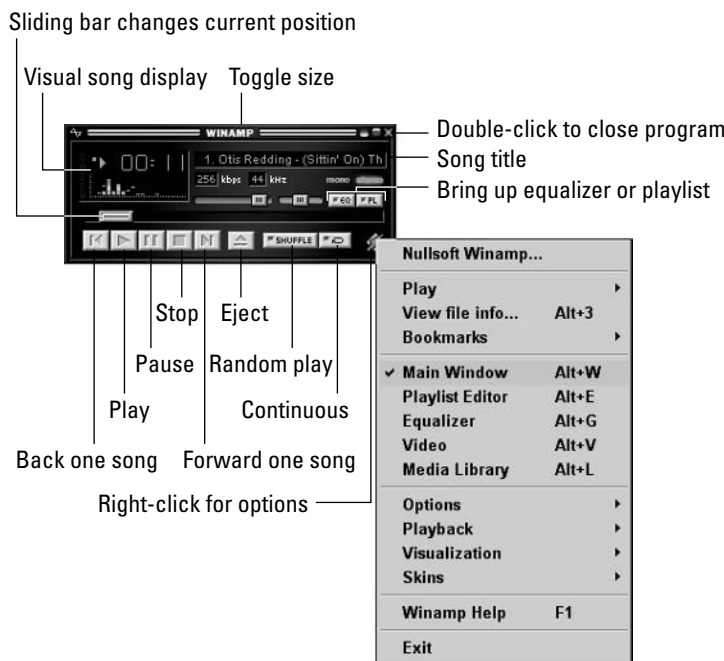 Sliding bar changes current position
Visual song display
Toggle size
WINAMP
Double-click to close program
00:11
1. Otis Redding - (Sittin' On) Th
Song title
256 kbps 44 kHz
mono
Bring up equalizer or playlist
EQ
PL
SHUFFLE
Stop
Eject
Pause
Random play
Play
Continuous
Back one song
Forward one song
Right-click for options
Nullsoft Winamp...
Play
View file info... Alt+3
Bookmarks
Main Window Alt+W
Playlist Editor Alt+E
Equalizer Alt+G
Video Alt+V
Media Library Alt+L
Options
Playback
Visualization
Skins
Winamp Help F1
Exit